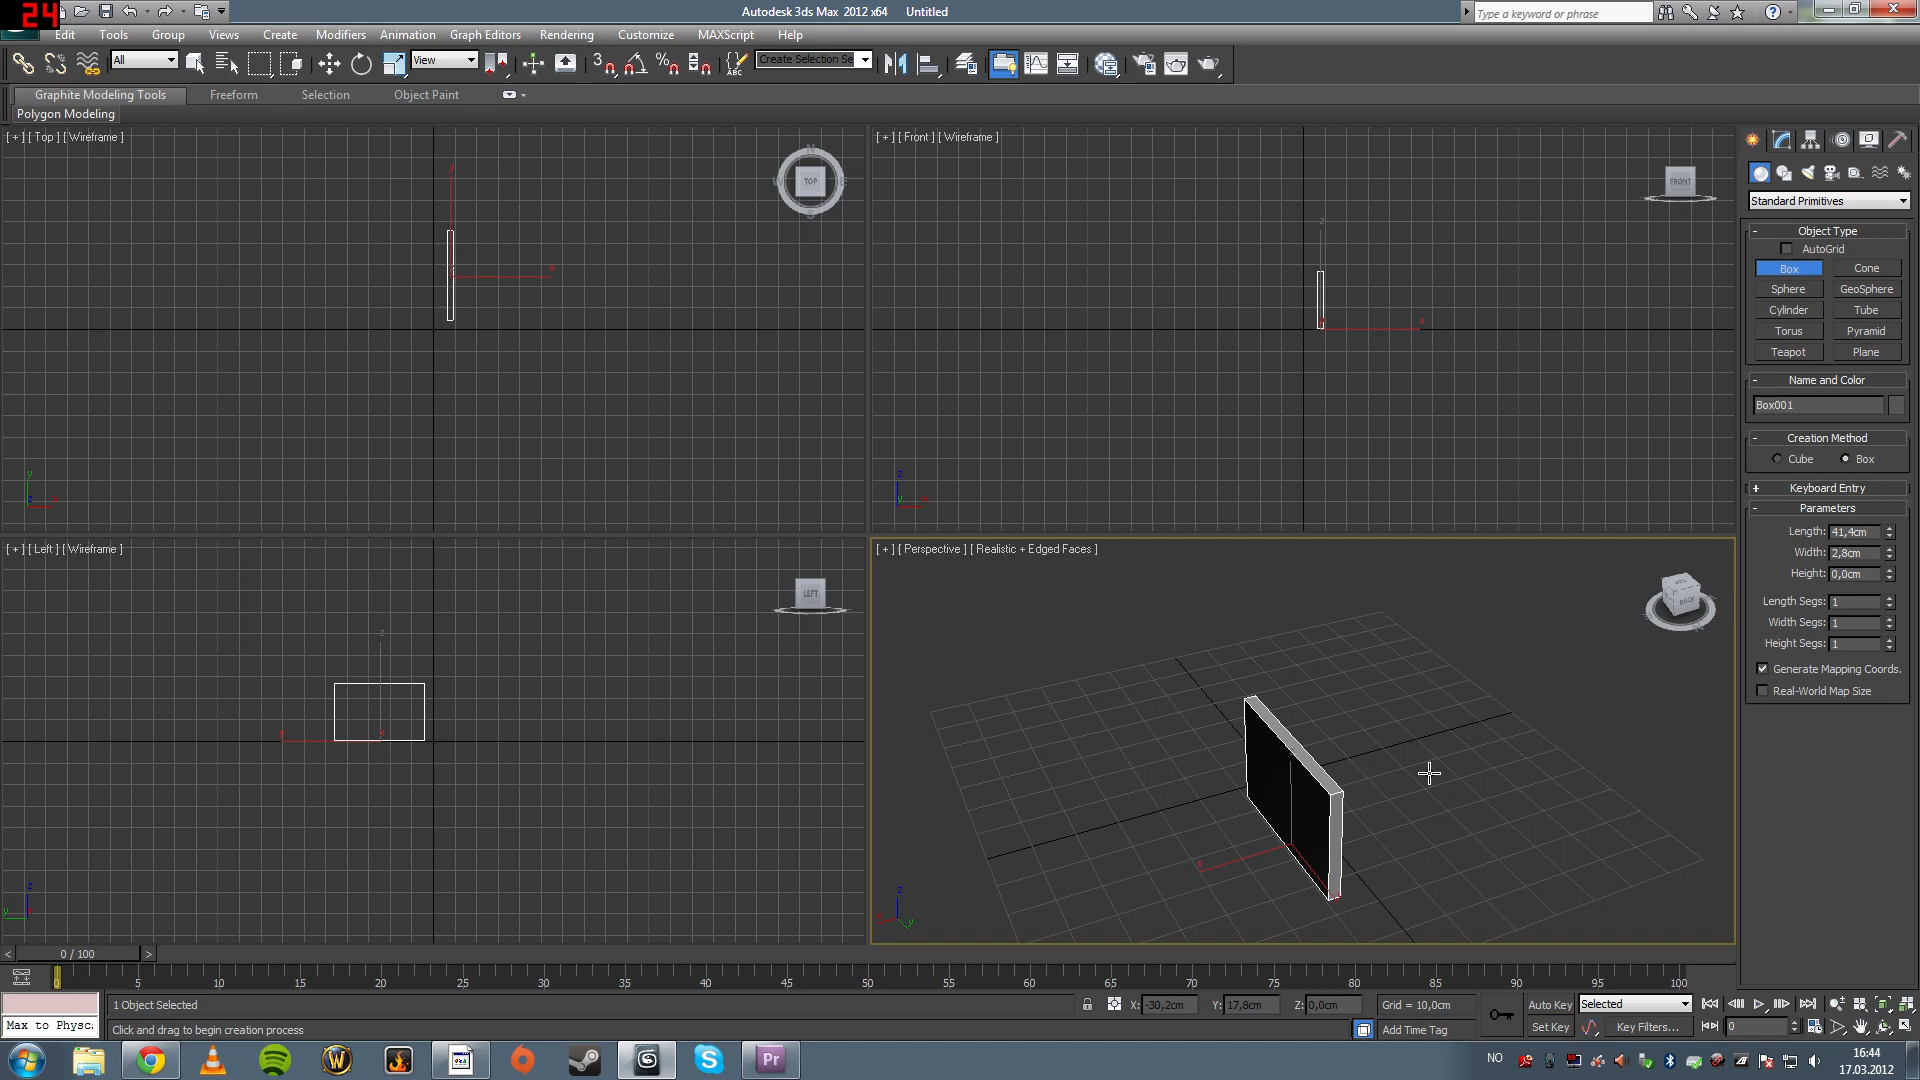 24
Autodesk 3ds Max 2012 x64 Untitled
Type a keyword or phrase
Edit Tools Group Views Create Modifiers Animation Graph Editors Rendering Customize MAXScript Help
All View Create Selection Se
Graphite Modeling Tools Freeform Selection Object Paint
Polygon Modeling
[ + ] [ Top ] [ Wireframe ]
[ + ] [ Front ] [ Wireframe ]
TOP
FRONT
Standard Primitives
Object Type
AutoGrid
Box Cone
Sphere GeoSphere
Cylinder Tube
Torus Pyramid
Teapot Plane
Name and Color
Box001
Creation Method
Cube Box
Keyboard Entry
Parameters
Length: 41,4cm
Width: 2,8cm
Height: 0,0cm
Length Segs: 1
Width Segs: 1
Height Segs: 1
Generate Mapping Coords.
Real-World Map Size
[ + ] [ Left ] [ Wireframe ]
[ + ] [ Perspective ] [ Realistic + Edged Faces ]
LEFT
BACK
< 0 / 100 >
0 5 10 15 20 25 30 35 40 45 50 55 60 65 70 75 80 85 90 95 100
1 Object Selected
X: -30,2cm Y: 17,8cm Z: 0,0cm Grid = 10,0cm
Auto Key Selected
Max to Physc:
Click and drag to begin creation process
Add Time Tag
Set Key Key Filters... 0
Pr
NO
16:44
17.03.2012